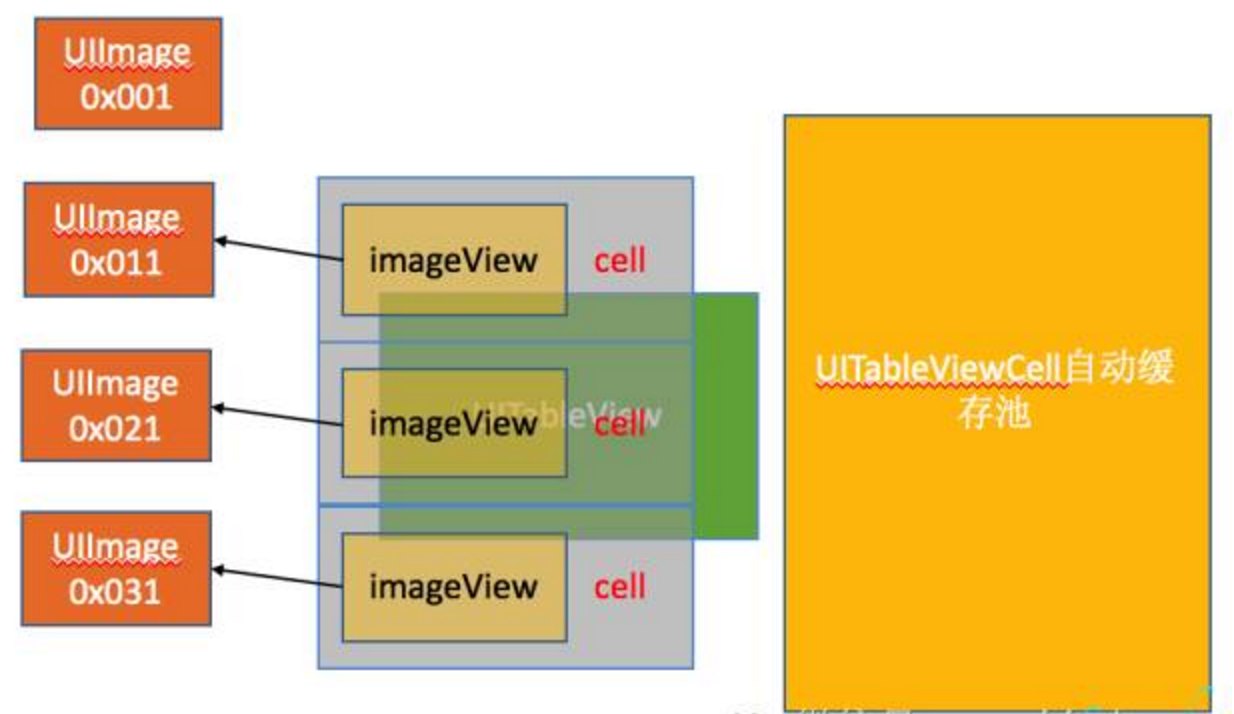 UIImage
0x001
UIImage
0x011
imageView cell
UIImage
0x021
UITableView
imageView cell
UIImage
0x031
imageView cell
UITableViewCell自动缓
存池